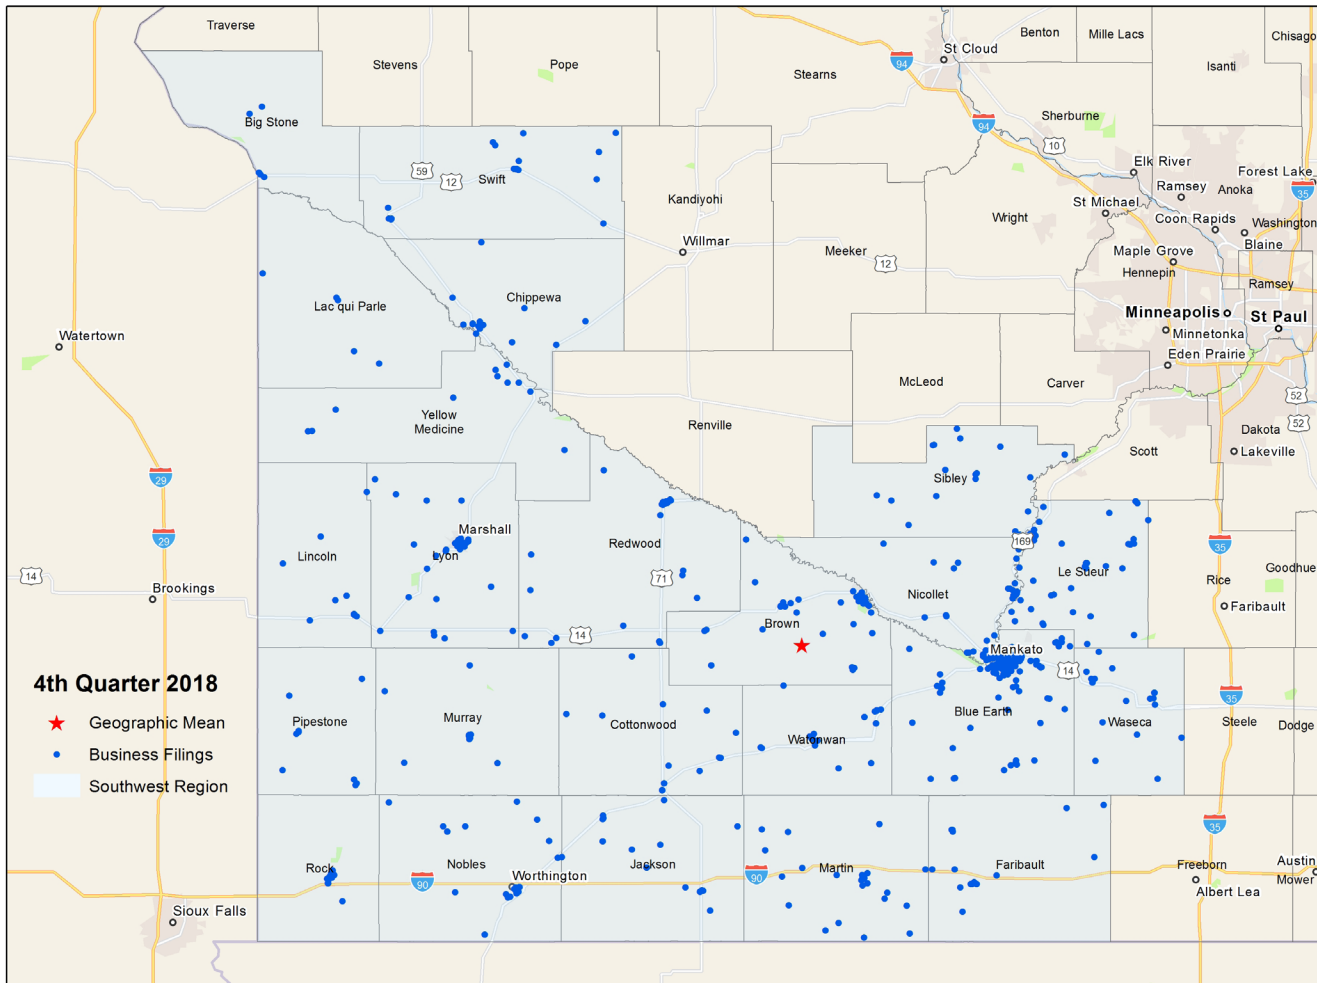 Traverse
Stevens
Pope
Stearns
St Cloud
Benton
Mille Lacs
Chisago
Isanti
94
Sherburne
94
10
Big Stone
Elk River
Forest Lake
Ramsey
Anoka
35
59
12
Swift
Kandiyohi
St Michael
Wright
Coon Rapids
Washington
Willmar
Meeker
12
Maple Grove
Blaine
Hennepin
Ramsey
Lac qui Parle
Chippewa
Minneapolis
St Paul
Watertown
Minnetonka
Eden Prairie
McLeod
Carver
52
Yellow
Medicine
Renville
52
Dakota
Scott
Lakeville
29
Sibley
Marshall
29
Redwood
169
35
Lincoln
Lyon
Le Sueur
Goodhue
14
71
Rice
Brookings
Nicollet
Faribault
14
Brown
Mankato
14
4th Quarter 2018
Geographic Mean
Business Filings
Southwest Region
35
Pipestone
Murray
Cottonwood
Blue Earth
Waseca
Steele
Dodge
Watonwan
35
Rock
Nobles
Jackson
Martin
Faribault
Freeborn
Austin
90
Worthington
90
Mower
Albert Lea
Sioux Falls